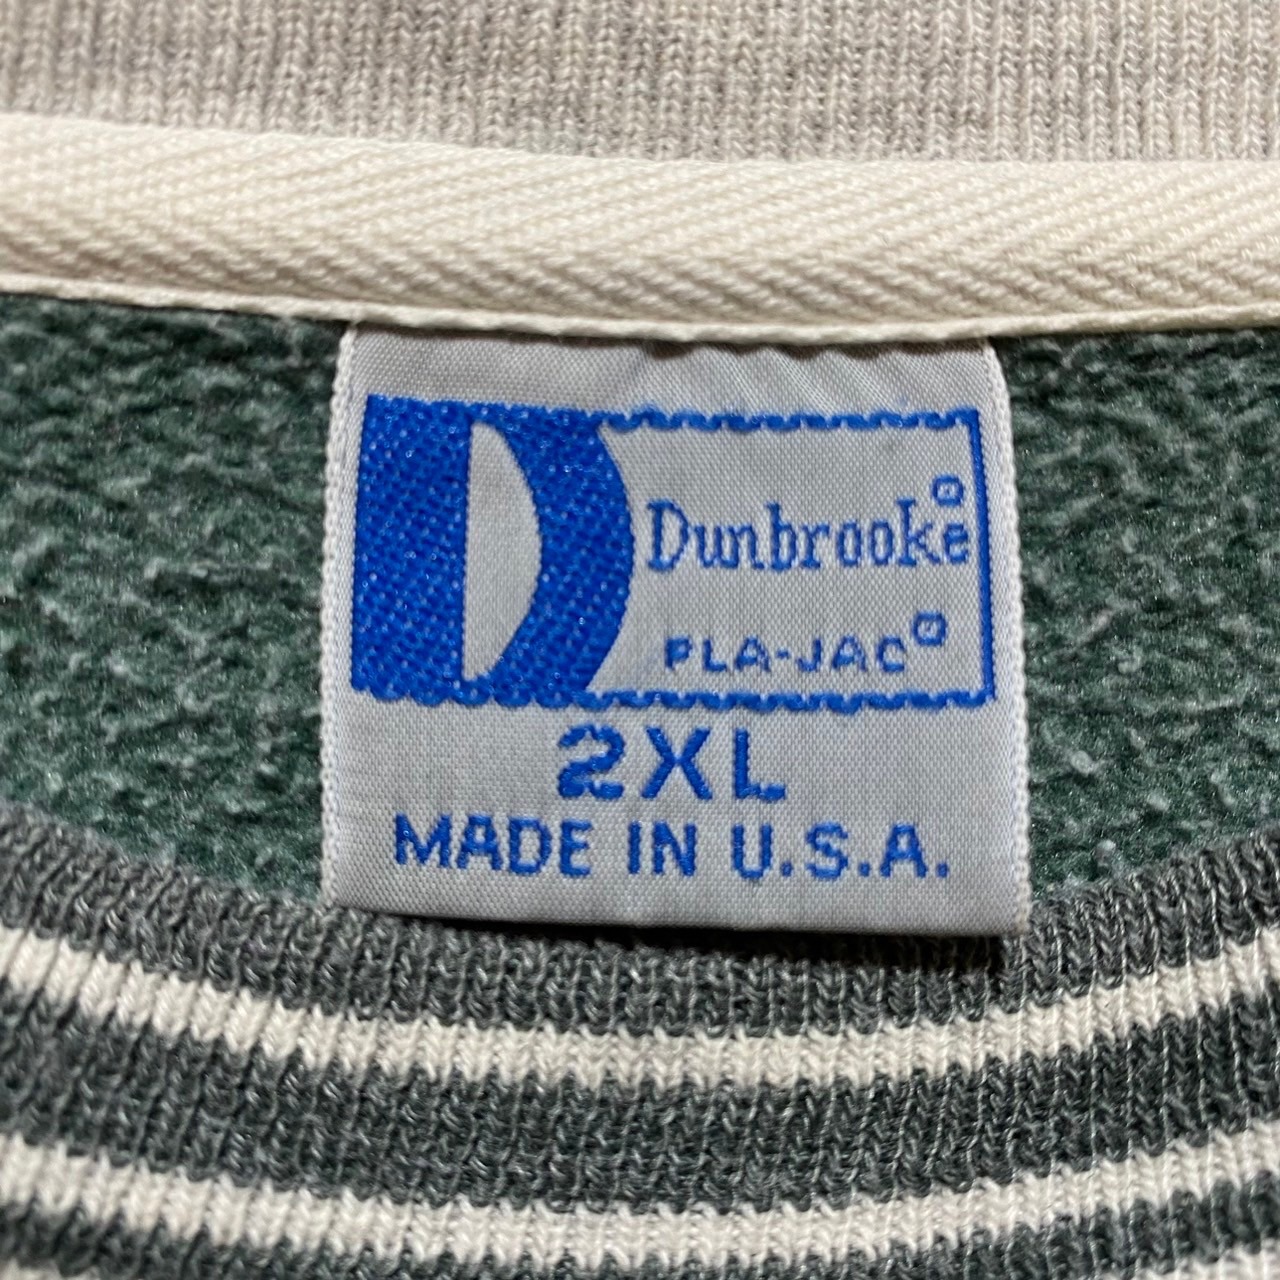 D
Dunbrooke®
PLA-JAC®
2XL
MADE IN U.S.A.